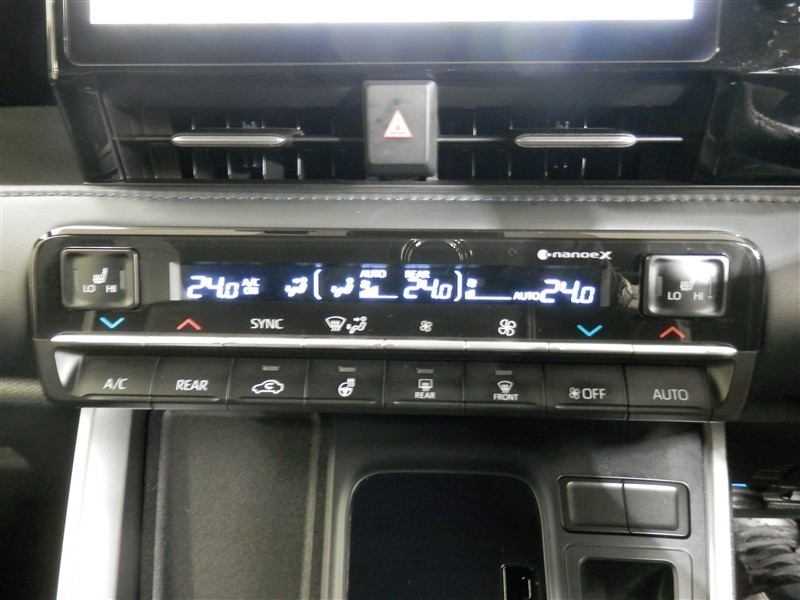 nanoeX
LO HI
24.0 A/C
AUTO REAR 24.0
AUTO 24.0
LO HI
SYNC
A/C REAR REAR FRONT OFF AUTO